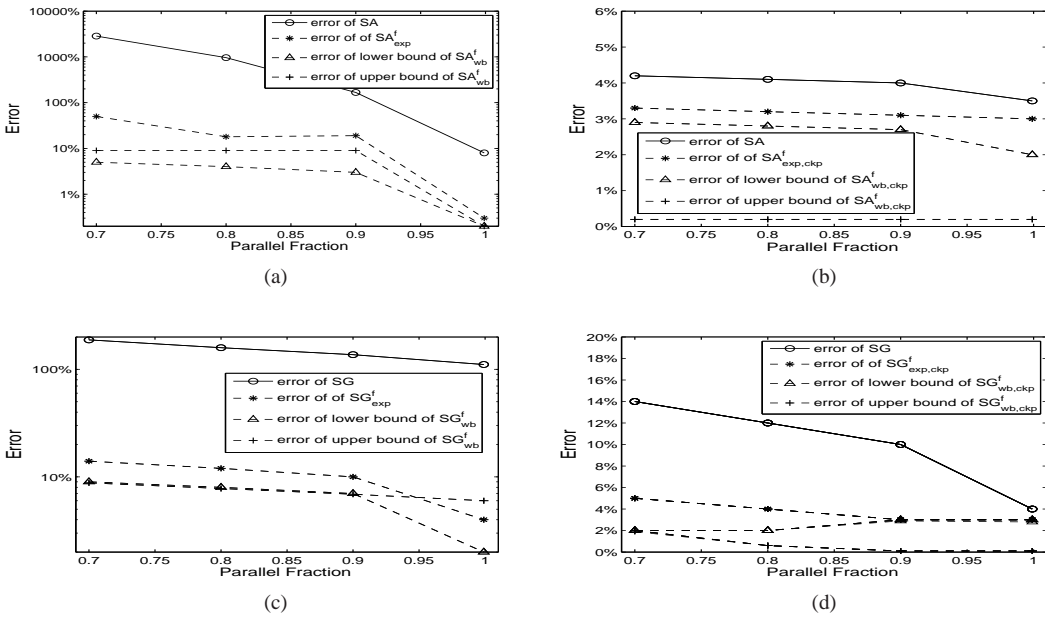 10000%
1000%
100%
10%
1%
Error
0.7 0.75 0.8 0.85 0.9 0.95 1
Parallel Fraction
error of SA
error of of SA^f_exp
error of lower bound of SA^f_wb
error of upper bound of SA^f_wb
(a)
6%
5%
4%
3%
2%
1%
0%
Error
0.7 0.75 0.8 0.85 0.9 0.95 1
Parallel Fraction
error of SA
error of of SA^f_exp,ckp
error of lower bound of SA^f_wb,ckp
error of upper bound of SA^f_wb,ckp
(b)
100%
10%
Error
0.7 0.75 0.8 0.85 0.9 0.95 1
Parallel Fraction
error of SG
error of of SG^f_exp
error of lower bound of SG^f_wb
error of upper bound of SG^f_wb
(c)
20%
18%
16%
14%
12%
10%
8%
6%
4%
2%
0%
Error
0.7 0.75 0.8 0.85 0.9 0.95 1
Parallel Fraction
error of SG
error of of SG^f_exp,ckp
error of lower bound of SG^f_wb,ckp
error of upper bound of SG^f_wb,ckp
(d)